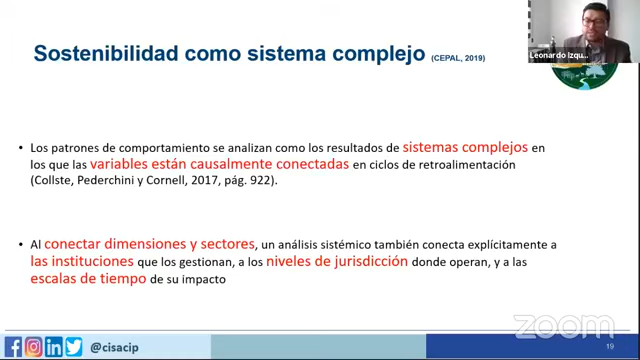 Sostenibilidad como sistema complejo (CEPAL, 2019)
Leonardo Izqu...
• Los patrones de comportamiento se analizan como los resultados de sistemas complejos en
los que las variables están causalmente conectadas en ciclos de retroalimentación
(Collste, Pederchini y Cornell, 2017, pág. 922).
• Al conectar dimensiones y sectores, un análisis sistémico también conecta explícitamente a
las instituciones que los gestionan, a los niveles de jurisdicción donde operan, y a las
escalas de tiempo de su impacto
zoom
@cisacip
19